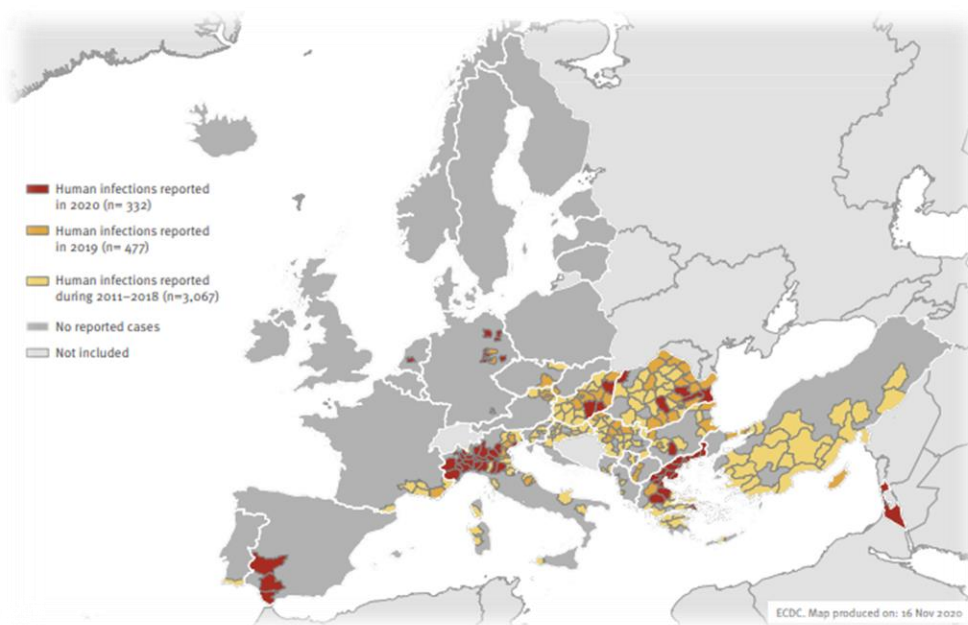 Human infections reported
in 2020 (n= 332)
Human infections reported
in 2019 (n= 477)
Human infections reported
during 2011–2018 (n=3,067)
No reported cases
Not included
ECDC. Map produced on: 16 Nov 2020